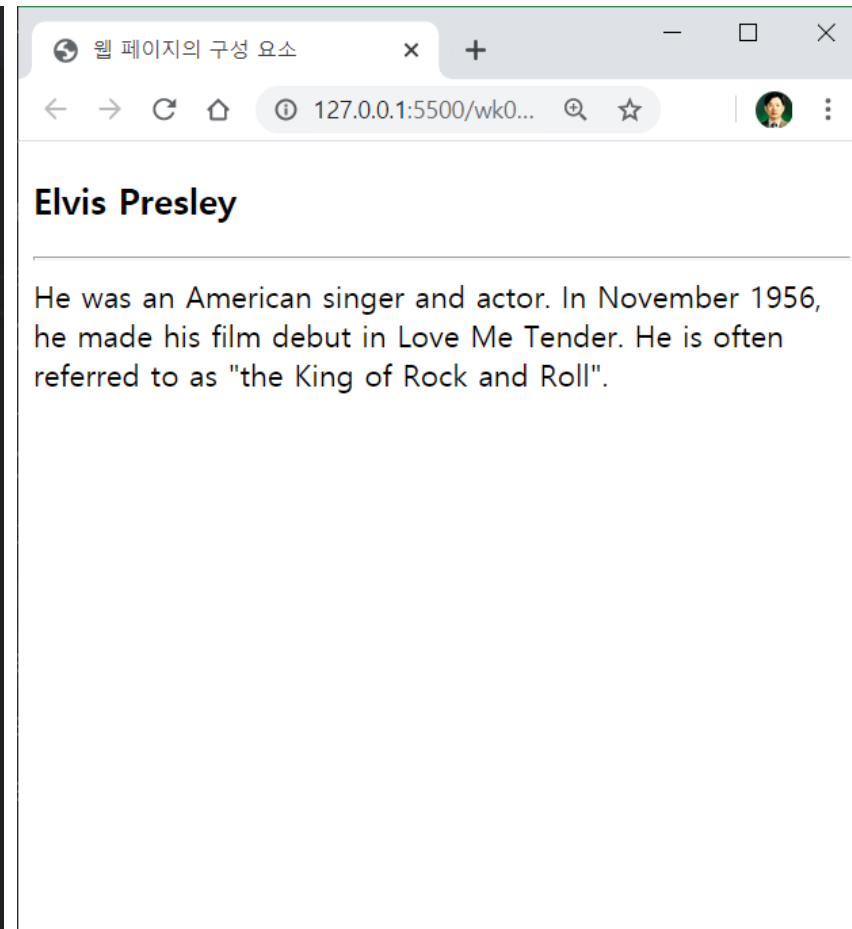 웹 페이지의 구성 요소
127.0.0.1:5500/wk0...
Elvis Presley
He was an American singer and actor. In November 1956,
he made his film debut in Love Me Tender. He is often
referred to as "the King of Rock and Roll".